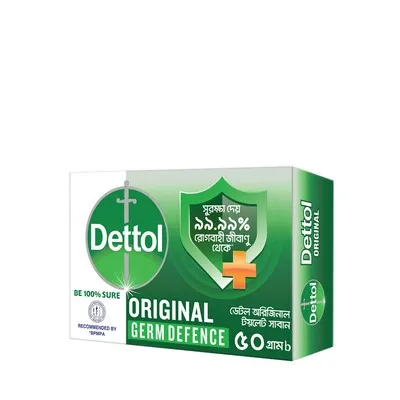 Dettol
BE 100% SURE
RECOMMENDED BY
*BPMPA
সুরক্ষা দেয়
৯৯.৯৯%
রোগবাহী জীবাণু
থেকে*
ORIGINAL
GERM DEFENCE
ডেটল অরিজিনাল
টয়লেট সাবান
৫০ গ্রাম b
Dettol
ORIGINAL